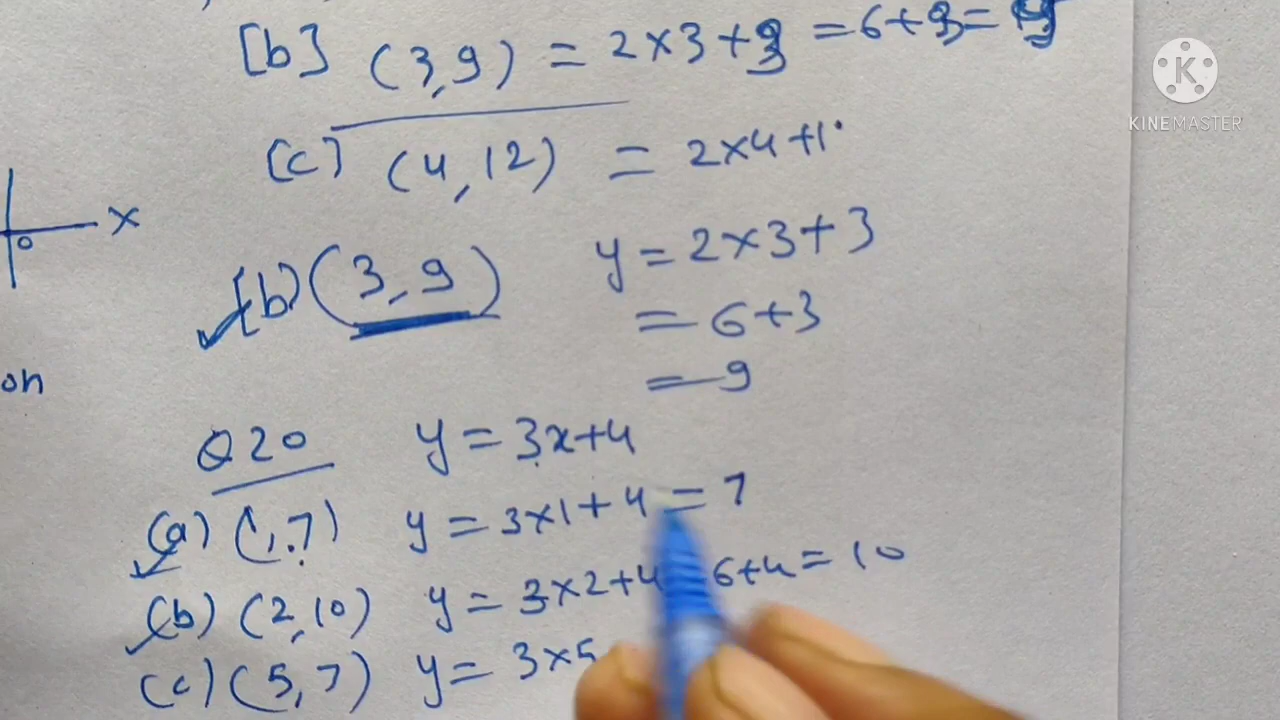 [b] (3,9) = 2×3+3 =6+3= 9
KINEMASTER
[c] (4,12) = 2×4+1
x
0
[b) (3,9) y=2×3+3
=6+3
on
=9
Q20 y=3x+4
(a) (1,7) y=3×1+4=7
(b) (2,10) y=3×2+4 6+4=10
(c) (5,7) y=3×5